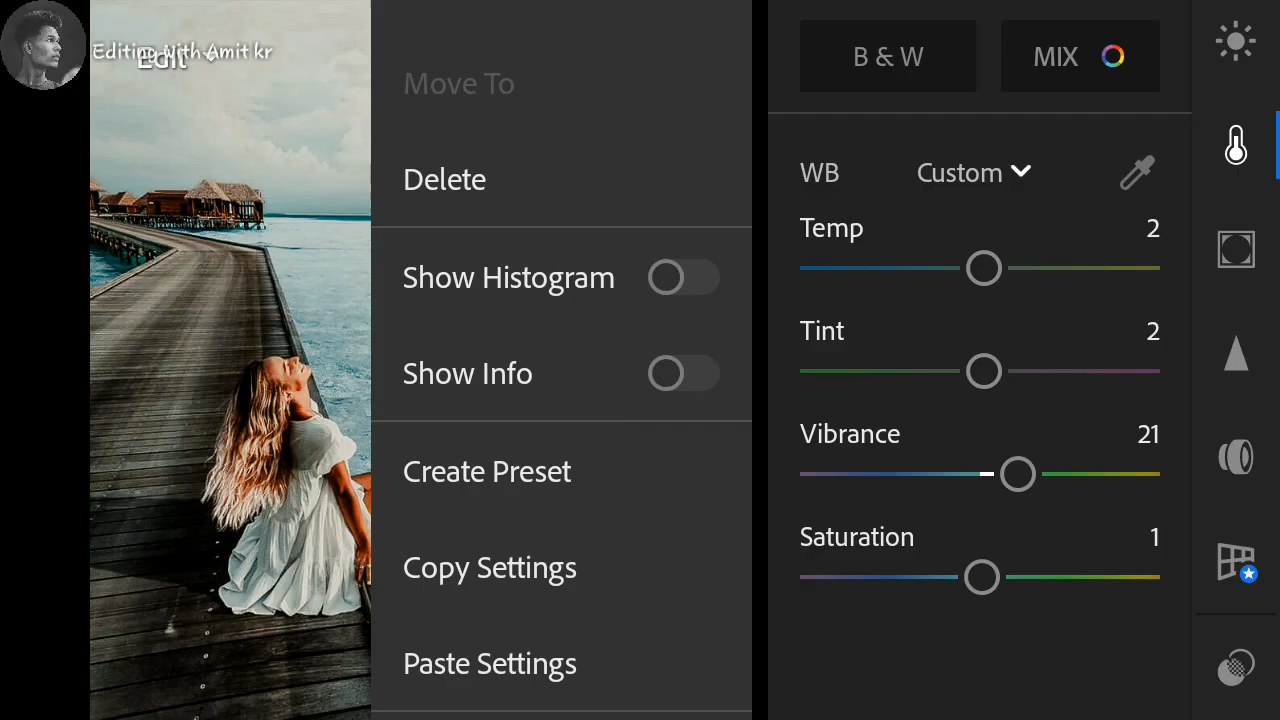 Editing with Amit kr
Edit
Move To
Delete
Show Histogram
Show Info
Create Preset
Copy Settings
Paste Settings
B & W
MIX
WB
Custom
Temp
2
Tint
2
Vibrance
21
Saturation
1